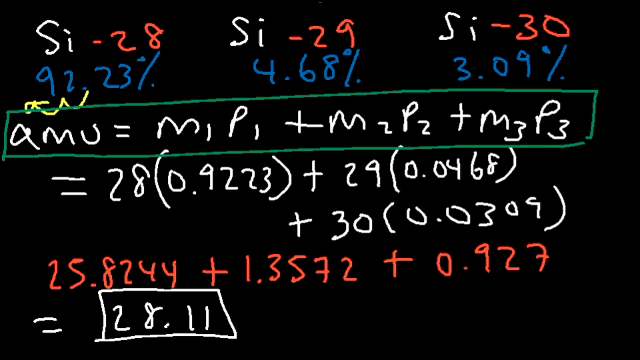 Si -28 Si -29 Si -30
92.23% 4.68% 3.09%
amu = m₁P₁ + m₂P₂ + m₃P₃
= 28(0.9223) + 29(0.0468)
+ 30(0.0309)
25.8244 + 1.3572 + 0.927
= 28.11